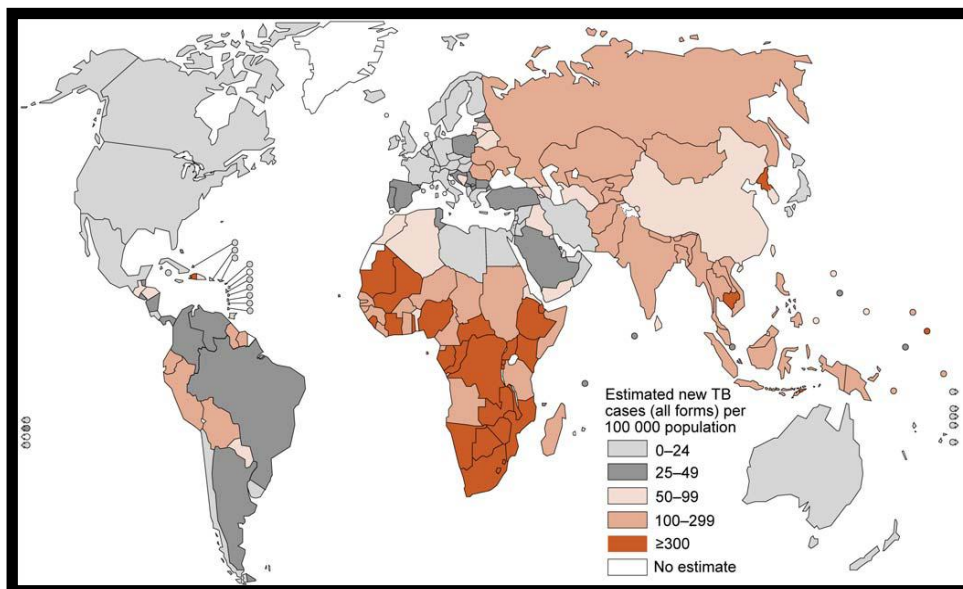 Estimated new TB
cases (all forms) per
100 000 population
0–24
25–49
50–99
100–299
≥300
No estimate